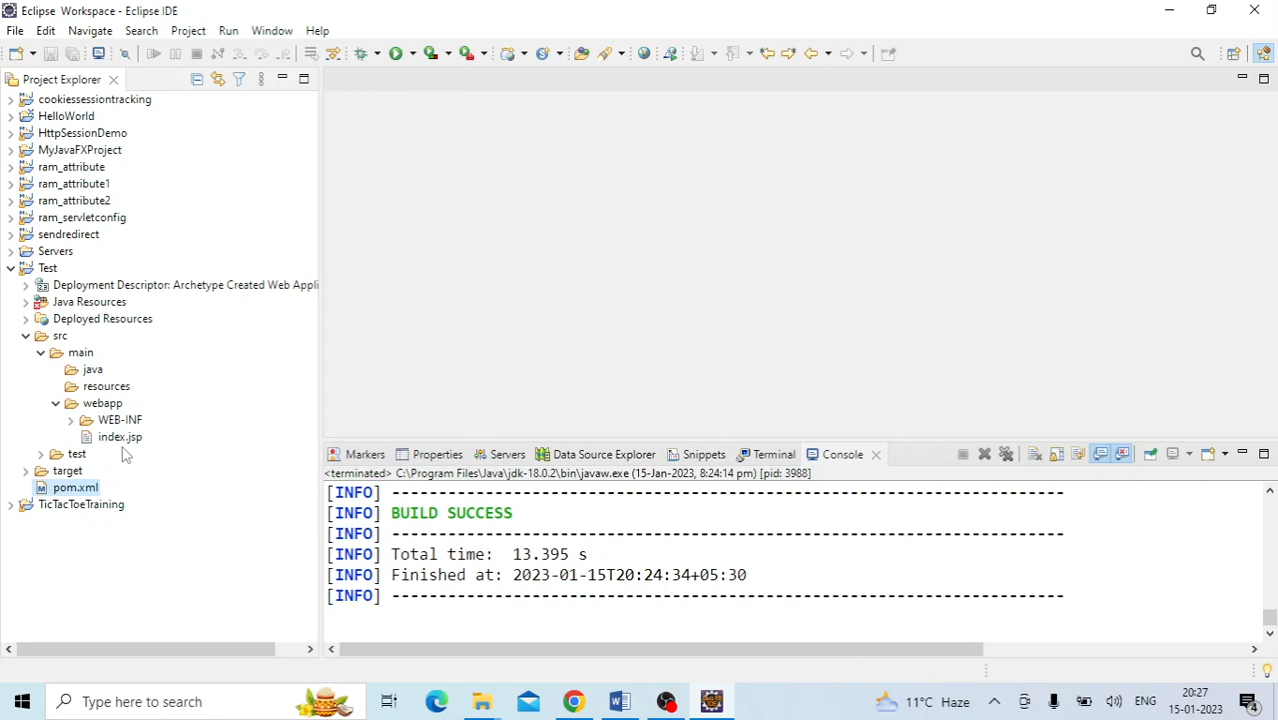 Eclipse Workspace - Eclipse IDE
File Edit Navigate Search Project Run Window Help
Project Explorer
cookiessessiontracking
HelloWorld
HttpSessionDemo
MyJavaFXProject
ram_attribute
ram_attribute1
ram_attribute2
ram_servletconfig
sendredirect
Servers
Test
Deployment Descriptor: Archetype Created Web Appli
Java Resources
Deployed Resources
src
main
java
resources
webapp
WEB-INF
index.jsp
test
target
pom.xml
TicTacToeTraining
Markers Properties Servers Data Source Explorer Snippets Terminal Console
<terminated> C:\Program Files\Java\jdk-18.0.2\bin\javaw.exe (15-Jan-2023, 8:24:14 pm) [pid: 3988]
[INFO] ------------------------------------------------------------------------
[INFO] BUILD SUCCESS
[INFO] ------------------------------------------------------------------------
[INFO] Total time:  13.395 s
[INFO] Finished at: 2023-01-15T20:24:34+05:30
[INFO] ------------------------------------------------------------------------
Type here to search
11°C Haze
ENG
20:27
15-01-2023
4